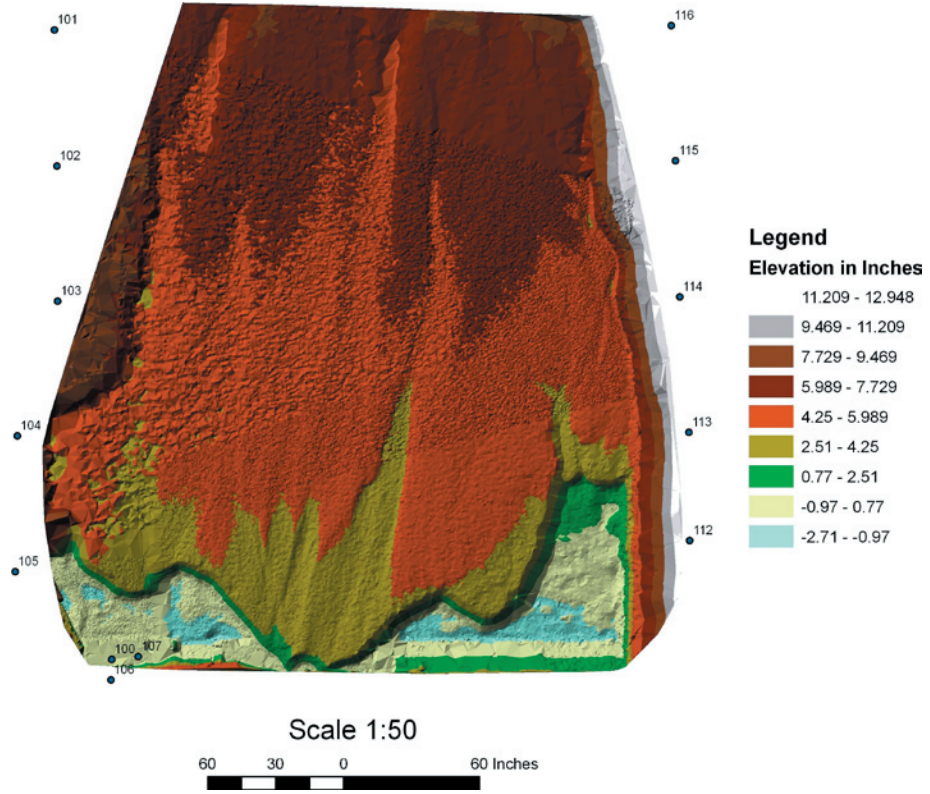 101
116
102
115
Legend
Elevation in Inches
11.209 - 12.948
9.469 - 11.209
7.729 - 9.469
5.989 - 7.729
4.25 - 5.989
2.51 - 4.25
0.77 - 2.51
-0.97 - 0.77
-2.71 - -0.97
103
114
104
113
105
112
100
107
106
Scale 1:50
60 30 0 60 Inches